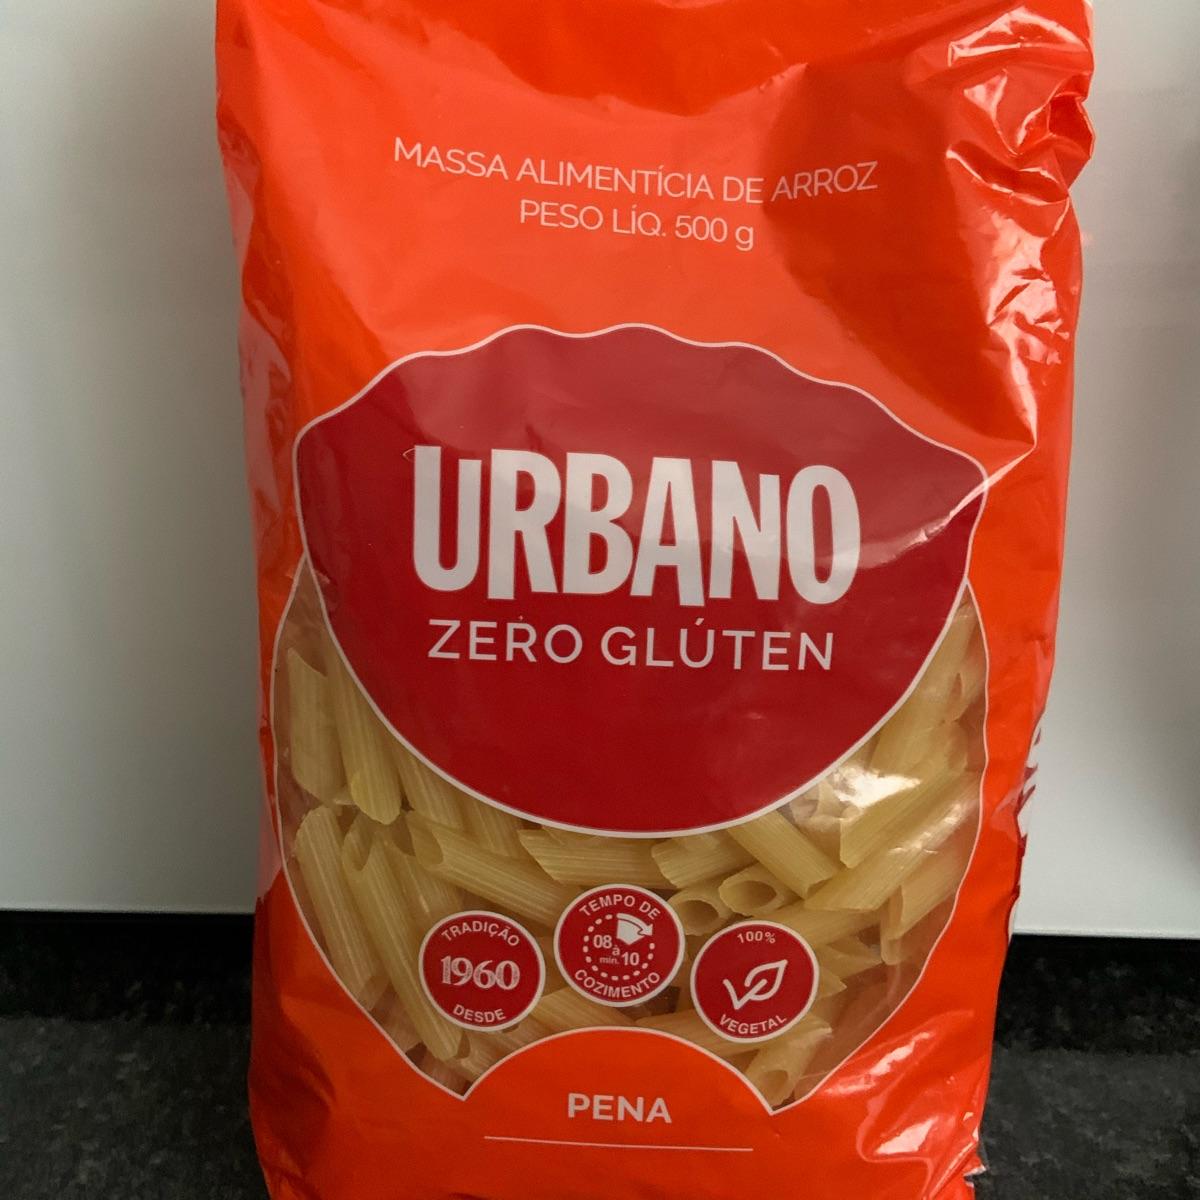 MASSA ALIMENTÍCIA DE ARROZ
PESO LÍQ. 500 g
URBANO
ZERO GLÚTEN
TRADIÇÃO
1960
DESDE
TEMPO DE
08 à 10
min.
COZIMENTO
100%
VEGETAL
PENA